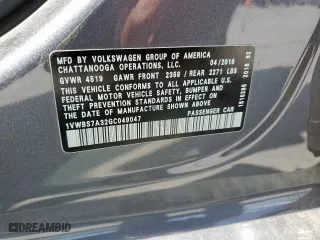 MFD BY VOLKSWAGEN GROUP OF AMERICA
CHATTANOOGA OPERATIONS, LLC. 04/2016
GVWR 4519 GAWR FRONT 2358 / REAR 2271 LBS
THIS VEHICLE CONFORMS TO ALL APPLICABLE U.S.
FEDERAL MOTOR VEHICLE SAFETY, BUMPER AND
THEFT PREVENTION STANDARDS IN EFFECT ON
THE DATE OF MANUFACTURE SHOWN ABOVE
1VWBS7A32GC049047 PASSENGER CAR